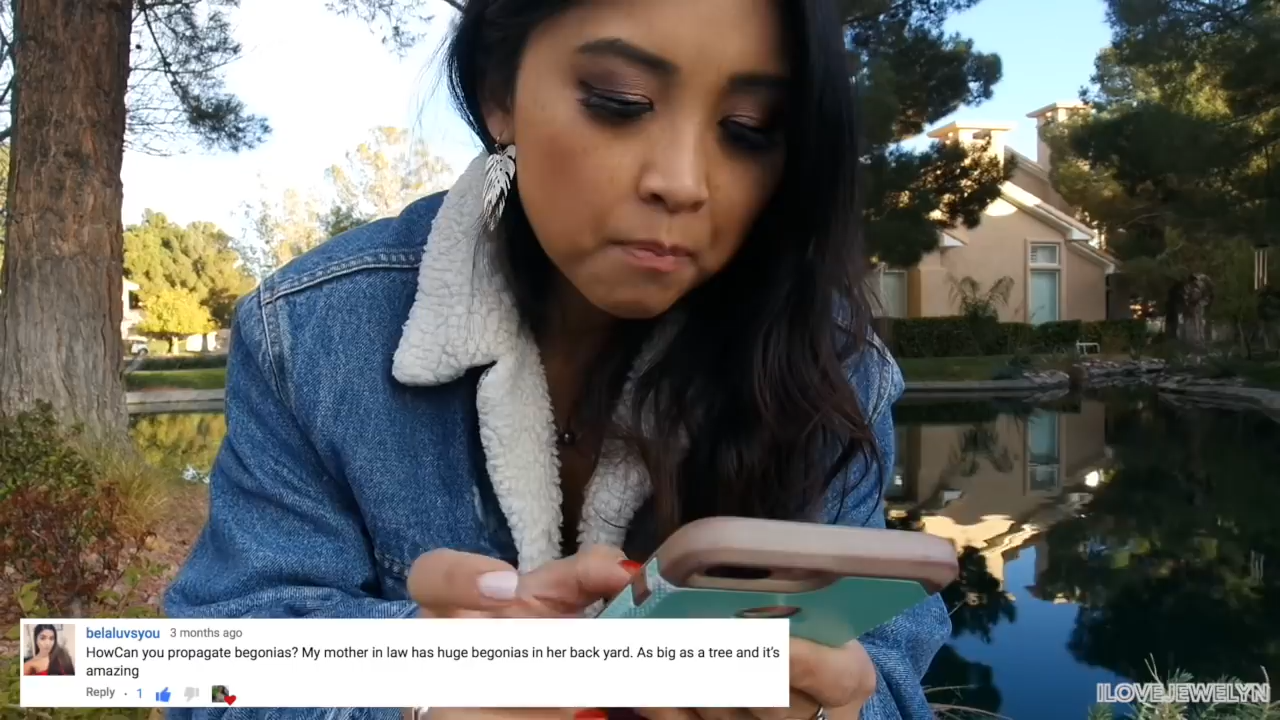 belaluvsyou 3 months ago
HowCan you propagate begonias? My mother in law has huge begonias in her back yard. As big as a tree and it's
amazing
Reply · 1
ILOVEJEWELYN